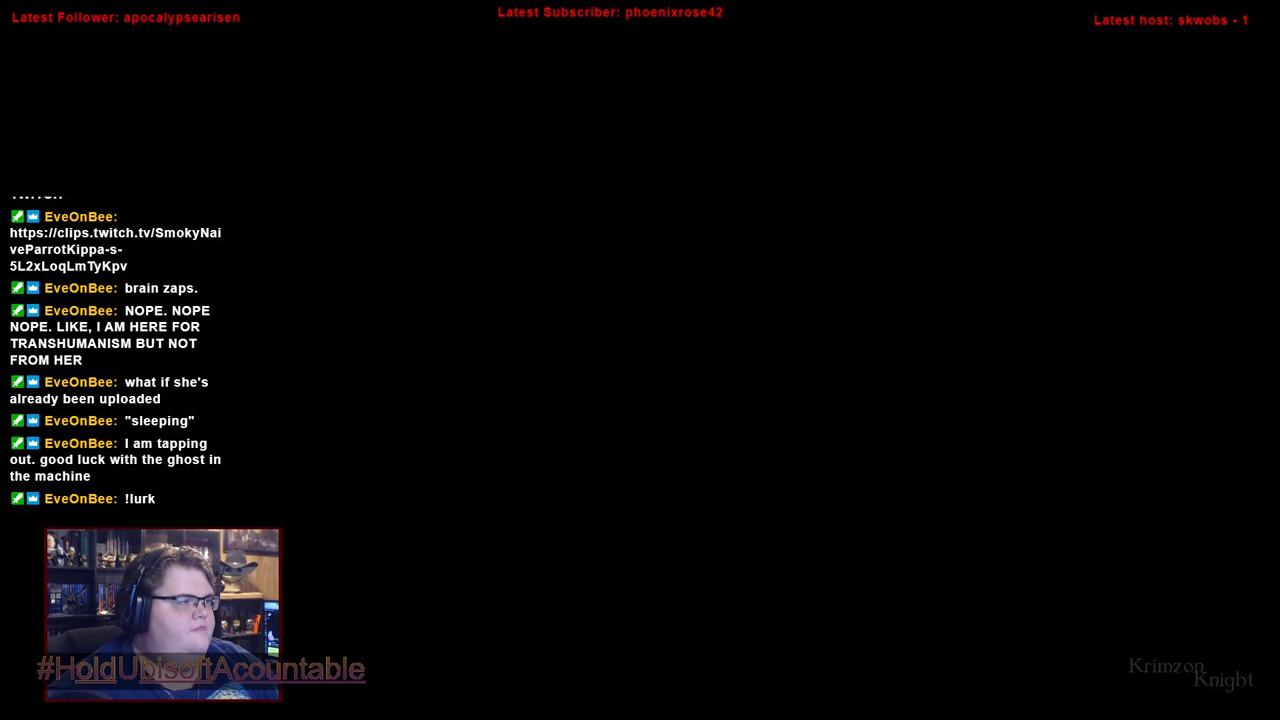 Latest Follower: apocalypsearisen
Latest Subscriber: phoenixrose42
Latest host: skwobs - 1
EveOnBee:
https://clips.twitch.tv/SmokyNai
veParrotKippa-s-
5L2xLoqLmTyKpv
EveOnBee: brain zaps.
EveOnBee: NOPE. NOPE
NOPE. LIKE, I AM HERE FOR
TRANSHUMANISM BUT NOT
FROM HER
EveOnBee: what if she's
already been uploaded
EveOnBee: "sleeping"
EveOnBee: I am tapping
out. good luck with the ghost in
the machine
EveOnBee: !lurk
#HoldUbisoftAcountable
Krimzon
Knight